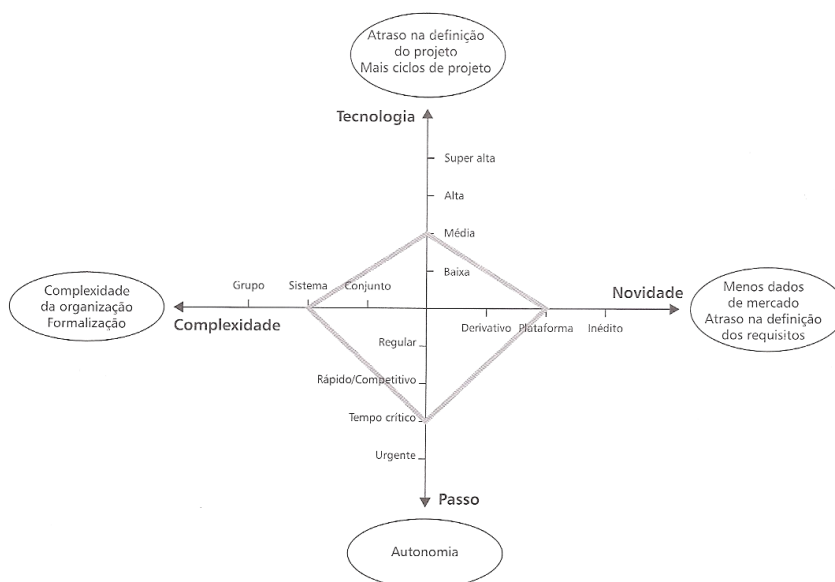 Atraso na definição
do projeto
Mais ciclos de projeto
Tecnologia
Super alta
Alta
Média
Baixa
Grupo
Sistema
Conjunto
Complexidade
da organização
Formalização
Complexidade
Novidade
Menos dados
de mercado
Atraso na definição
dos requisitos
Derivativo
Plataforma
Inédito
Regular
Rápido/Competitivo
Tempo crítico
Urgente
Passo
Autonomia